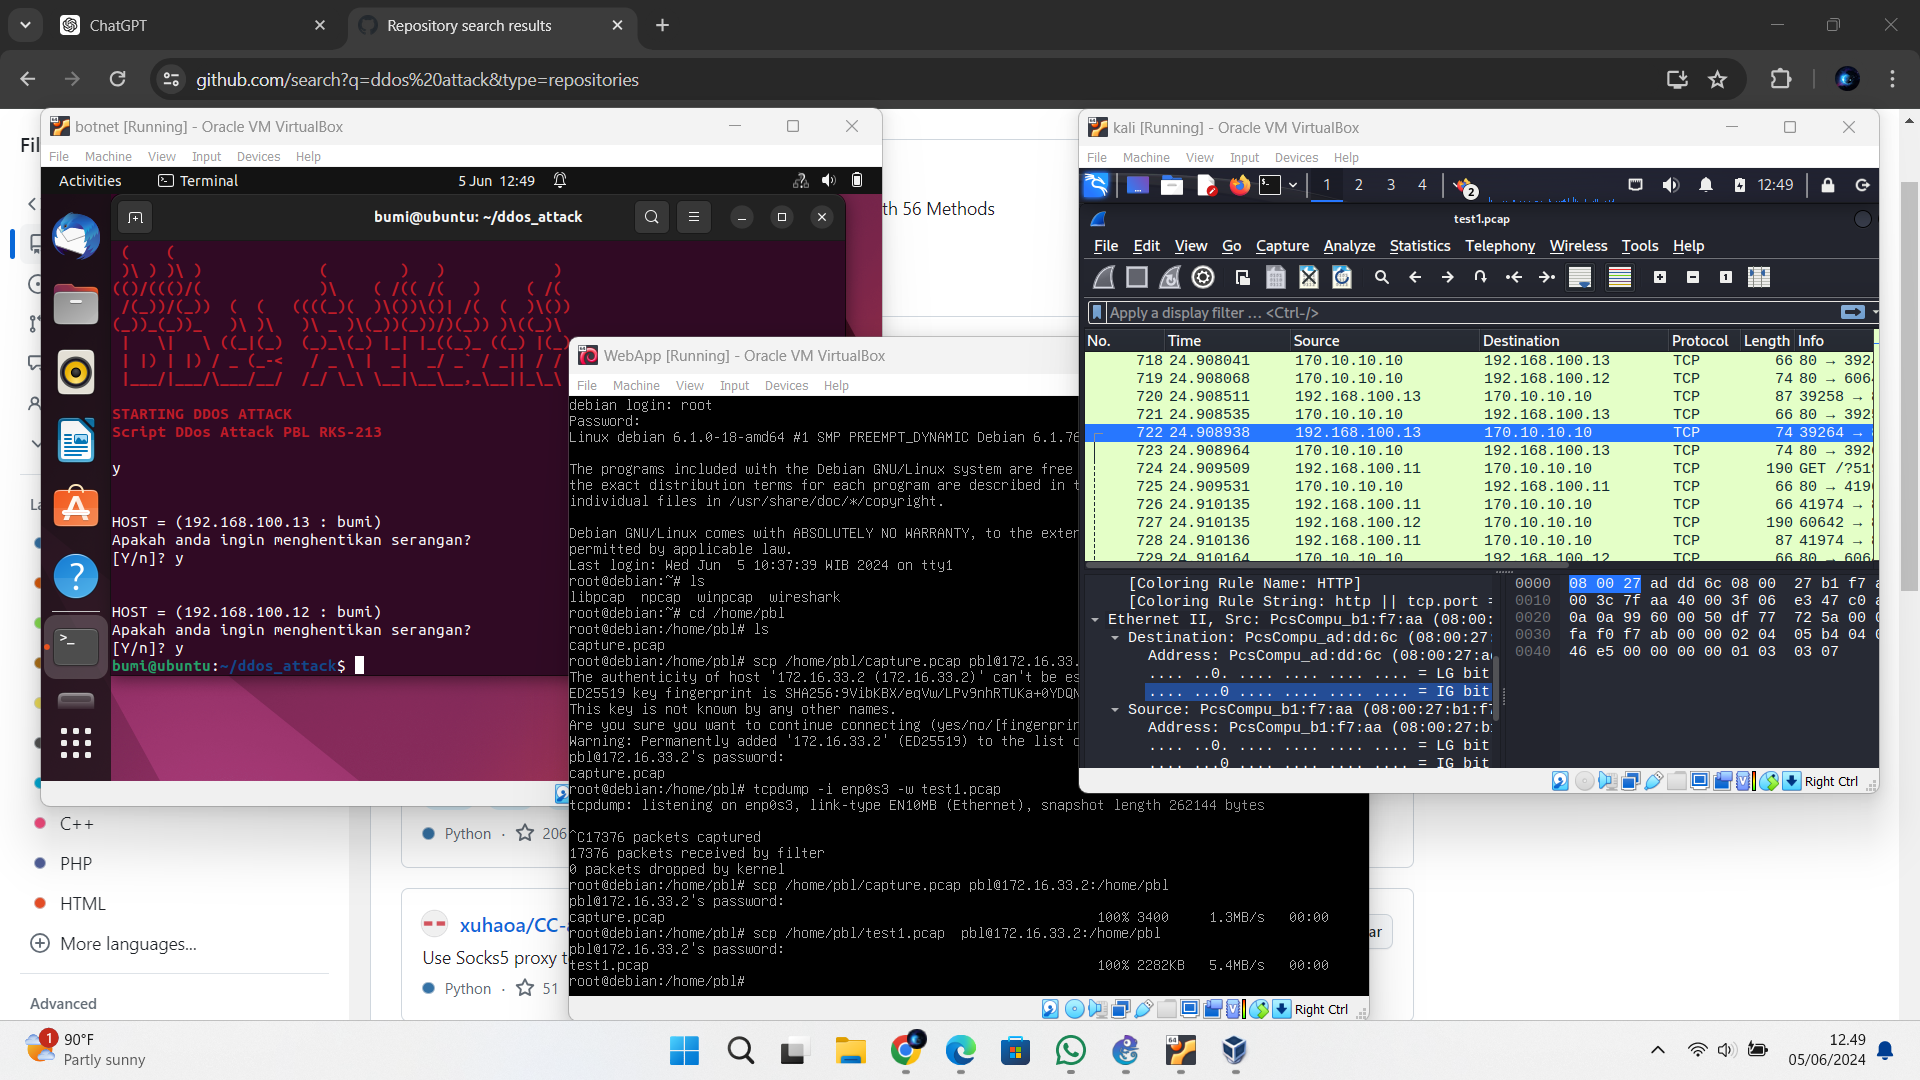 ChatGPT
Repository search results
github.com/search?q=ddos%20attack&type=repositories
Fil
th 56 Methods
botnet [Running] - Oracle VM VirtualBox
File Machine View Input Devices Help
Activities Terminal 5 Jun 12:49
bumi@ubuntu: ~/ddos_attack
STARTING DDOS ATTACK
Script DDos Attack PBL RKS-213
y
HOST = (192.168.100.13 : bumi)
Apakah anda ingin menghentikan serangan?
[Y/n]? y
HOST = (192.168.100.12 : bumi)
Apakah anda ingin menghentikan serangan?
[Y/n]? y
bumi@ubuntu:~/ddos_attack$
La
C++
PHP
HTML
More languages...
Advanced
Python · 206
xuhaoa/CC-
Use Socks5 proxy t
Python · 51
ar
WebApp [Running] - Oracle VM VirtualBox
File Machine View Input Devices Help
debian login: root
Password:
Linux debian 6.1.0-18-amd64 #1 SMP PREEMPT_DYNAMIC Debian 6.1.76
The programs included with the Debian GNU/Linux system are free
the exact distribution terms for each program are described in t
individual files in /usr/share/doc/*/copyright.
Debian GNU/Linux comes with ABSOLUTELY NO WARRANTY, to the exter
permitted by applicable law.
Last login: Wed Jun  5 10:37:39 WIB 2024 on tty1
root@debian:~# ls
libpcap  npcap  winpcap  wireshark
root@debian:~# cd /home/pbl
root@debian:/home/pbl# ls
capture.pcap
root@debian:/home/pbl# scp /home/pbl/capture.pcap pbl@172.16.33.
The authenticity of host '172.16.33.2 (172.16.33.2)' can't be es
ED25519 key fingerprint is SHA256:9VibKBX/eqVw/LPv9nhRTUKa+0YDQN
This key is not known by any other names.
Are you sure you want to continue connecting (yes/no/[fingerprin
Warning: Permanently added '172.16.33.2' (ED25519) to the list o
pbl@172.16.33.2's password:
capture.pcap
root@debian:/home/pbl# tcpdump -i enp0s3 -w test1.pcap
tcpdump: listening on enp0s3, link-type EN10MB (Ethernet), snapshot length 262144 bytes
^C17376 packets captured
17376 packets received by filter
0 packets dropped by kernel
root@debian:/home/pbl# scp /home/pbl/capture.pcap pbl@172.16.33.2:/home/pbl
pbl@172.16.33.2's password:
capture.pcap 100% 3400 1.3MB/s 00:00
root@debian:/home/pbl# scp /home/pbl/test1.pcap  pbl@172.16.33.2:/home/pbl
pbl@172.16.33.2's password:
test1.pcap 100% 2282KB 5.4MB/s 00:00
root@debian:/home/pbl#
Right Ctrl
kali [Running] - Oracle VM VirtualBox
File Machine View Input Devices Help
1 2 3 4 2 12:49
test1.pcap
File Edit View Go Capture Analyze Statistics Telephony Wireless Tools Help
Apply a display filter ... <Ctrl-/>
No. Time Source Destination Protocol Length Info
718 24.908041 170.10.10.10 192.168.100.13 TCP 66 80 → 392
719 24.908068 170.10.10.10 192.168.100.12 TCP 74 80 → 606
720 24.908511 192.168.100.13 170.10.10.10 TCP 87 39258 →
721 24.908535 170.10.10.10 192.168.100.13 TCP 66 80 → 392
722 24.908938 192.168.100.13 170.10.10.10 TCP 74 39264 →
723 24.908964 170.10.10.10 192.168.100.13 TCP 74 80 → 392
724 24.909509 192.168.100.11 170.10.10.10 TCP 190 GET /?51
725 24.909531 170.10.10.10 192.168.100.11 TCP 66 80 → 419
726 24.910135 192.168.100.11 170.10.10.10 TCP 66 41974 →
727 24.910135 192.168.100.12 170.10.10.10 TCP 190 60642 →
728 24.910136 192.168.100.11 170.10.10.10 TCP 87 41974 →
729 24.910164 170.10.10.10 192.168.100.12 TCP 66 80 → 606
[Coloring Rule Name: HTTP]
[Coloring Rule String: http || tcp.port =
Ethernet II, Src: PcsCompu_b1:f7:aa (08:00:
Destination: PcsCompu_ad:dd:6c (08:00:27:
Address: PcsCompu_ad:dd:6c (08:00:27:a
.... ..0. .... .... .... .... = LG bit
.... ...0 .... .... .... .... = IG bit
Source: PcsCompu_b1:f7:aa (08:00:27:b1:f7
Address: PcsCompu_b1:f7:aa (08:00:27:b
.... ..0. .... .... .... .... = LG bit
.... ...0 .... .... .... .... = IG bit
0000 08 00 27 ad dd 6c 08 00 27 b1 f7 a
0010 00 3c 7f aa 40 00 3f 06 e3 47 c0 a
0020 0a 0a 99 60 00 50 df 77 72 5a 00 0
0030 fa f0 f7 ab 00 00 02 04 05 b4 04 0
0040 46 e5 00 00 00 00 01 03 03 07
Right Ctrl
1
90°F
Partly sunny
12.49
05/06/2024